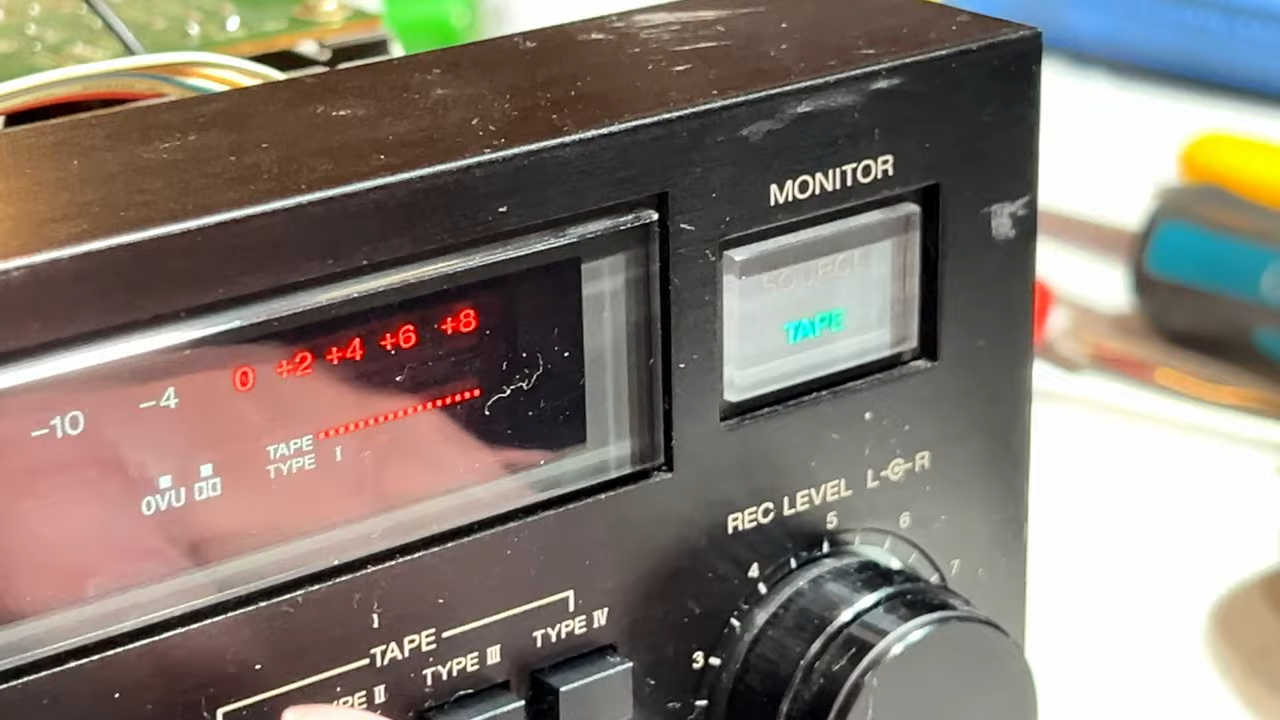 MONITOR
SOURCE
TAPE
-10 -4 0 +2 +4 +6 +8
TAPE
TYPE I
0VU
REC LEVEL L-C-R
3 4 5 6 7
TAPE
TYPE III
TYPE IV